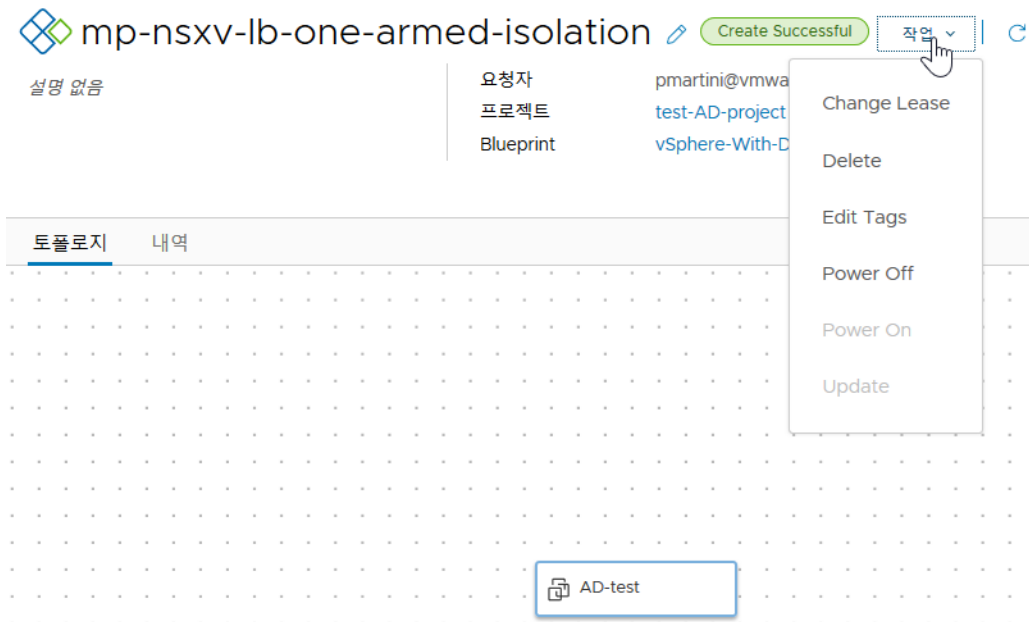 mp-nsxv-lb-one-armed-isolation Create Successful 작업
설명 없음
요청자 pmartini@vmwa
프로젝트 test-AD-project
Blueprint vSphere-With-D
Change Lease
Delete
Edit Tags
Power Off
Power On
Update
토폴로지 내역
AD-test